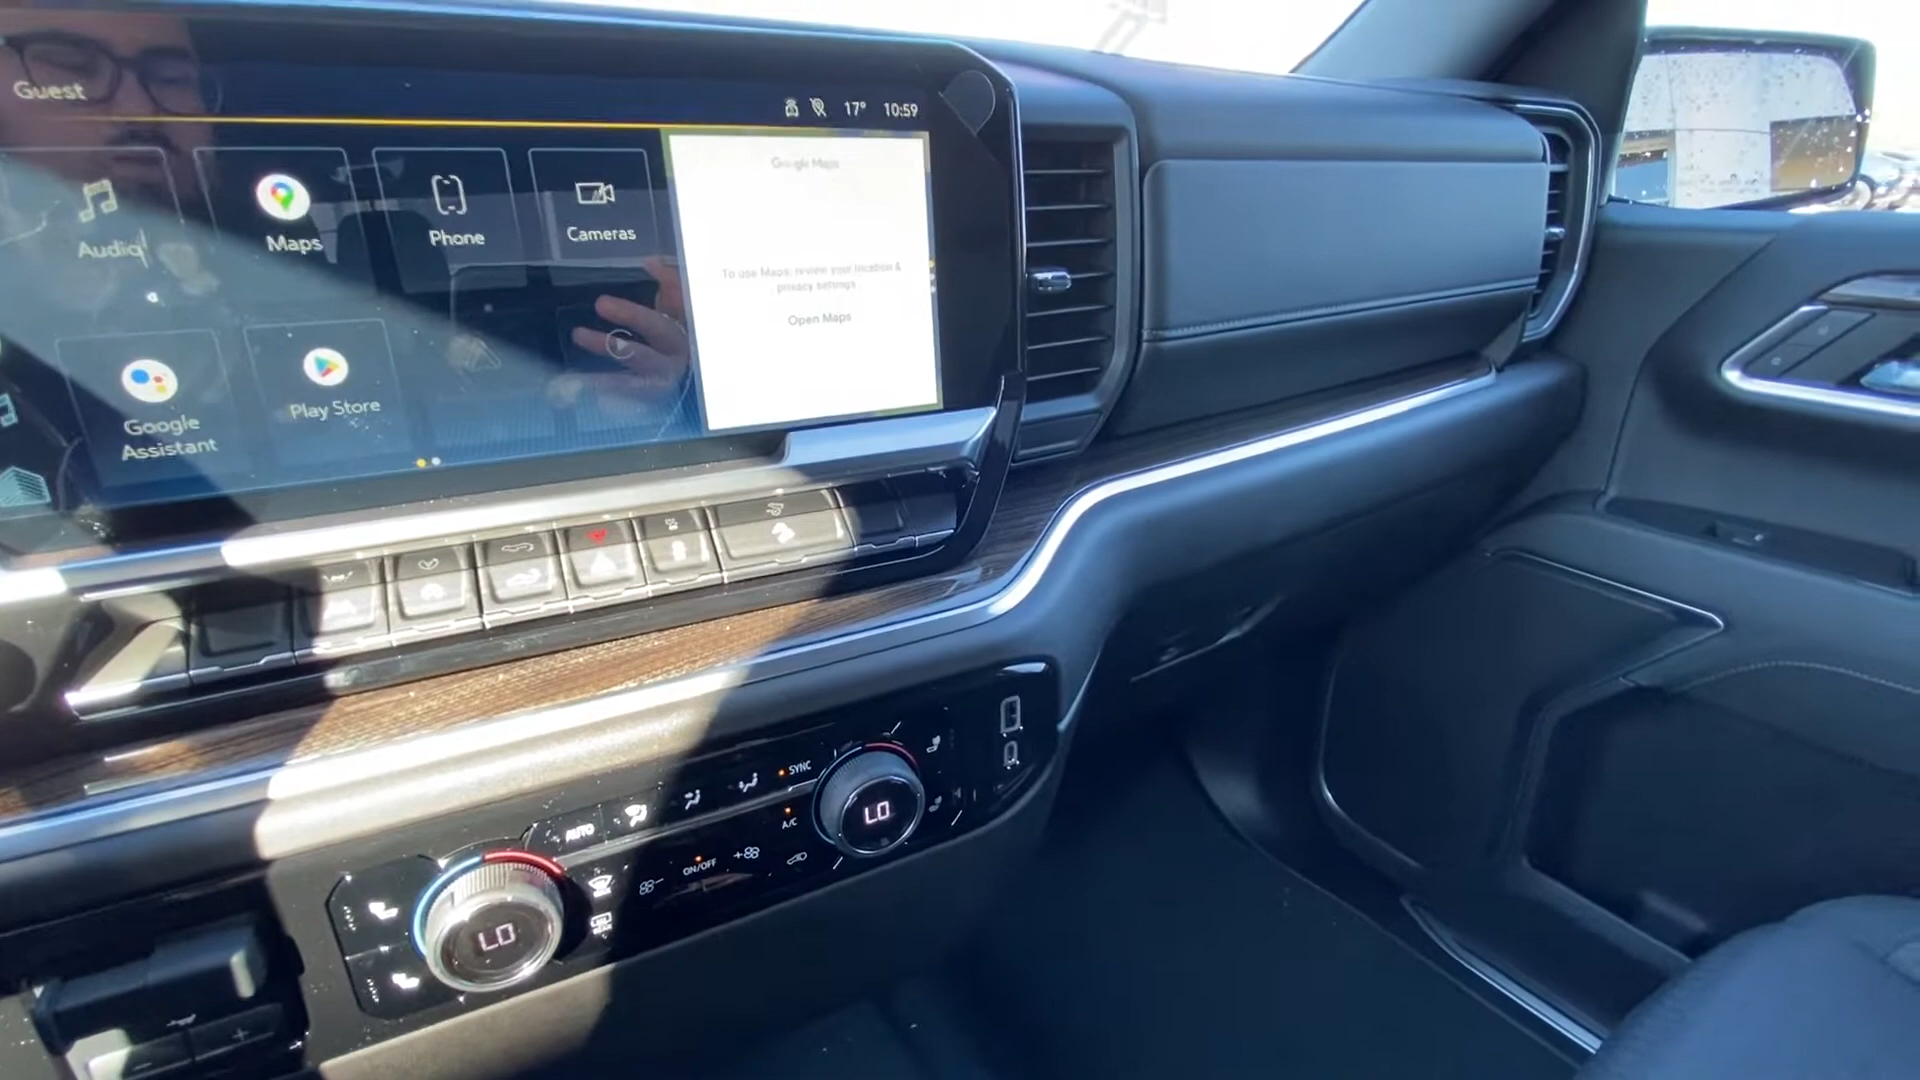 Guest
17° 10:59
Audio
Maps
Phone
Cameras
Google Maps
To use Maps, review your location &
privacy settings
Open Maps
Google
Assistant
Play Store
SYNC
AUTO
A/C
ON/OFF
LO
LO
REAR